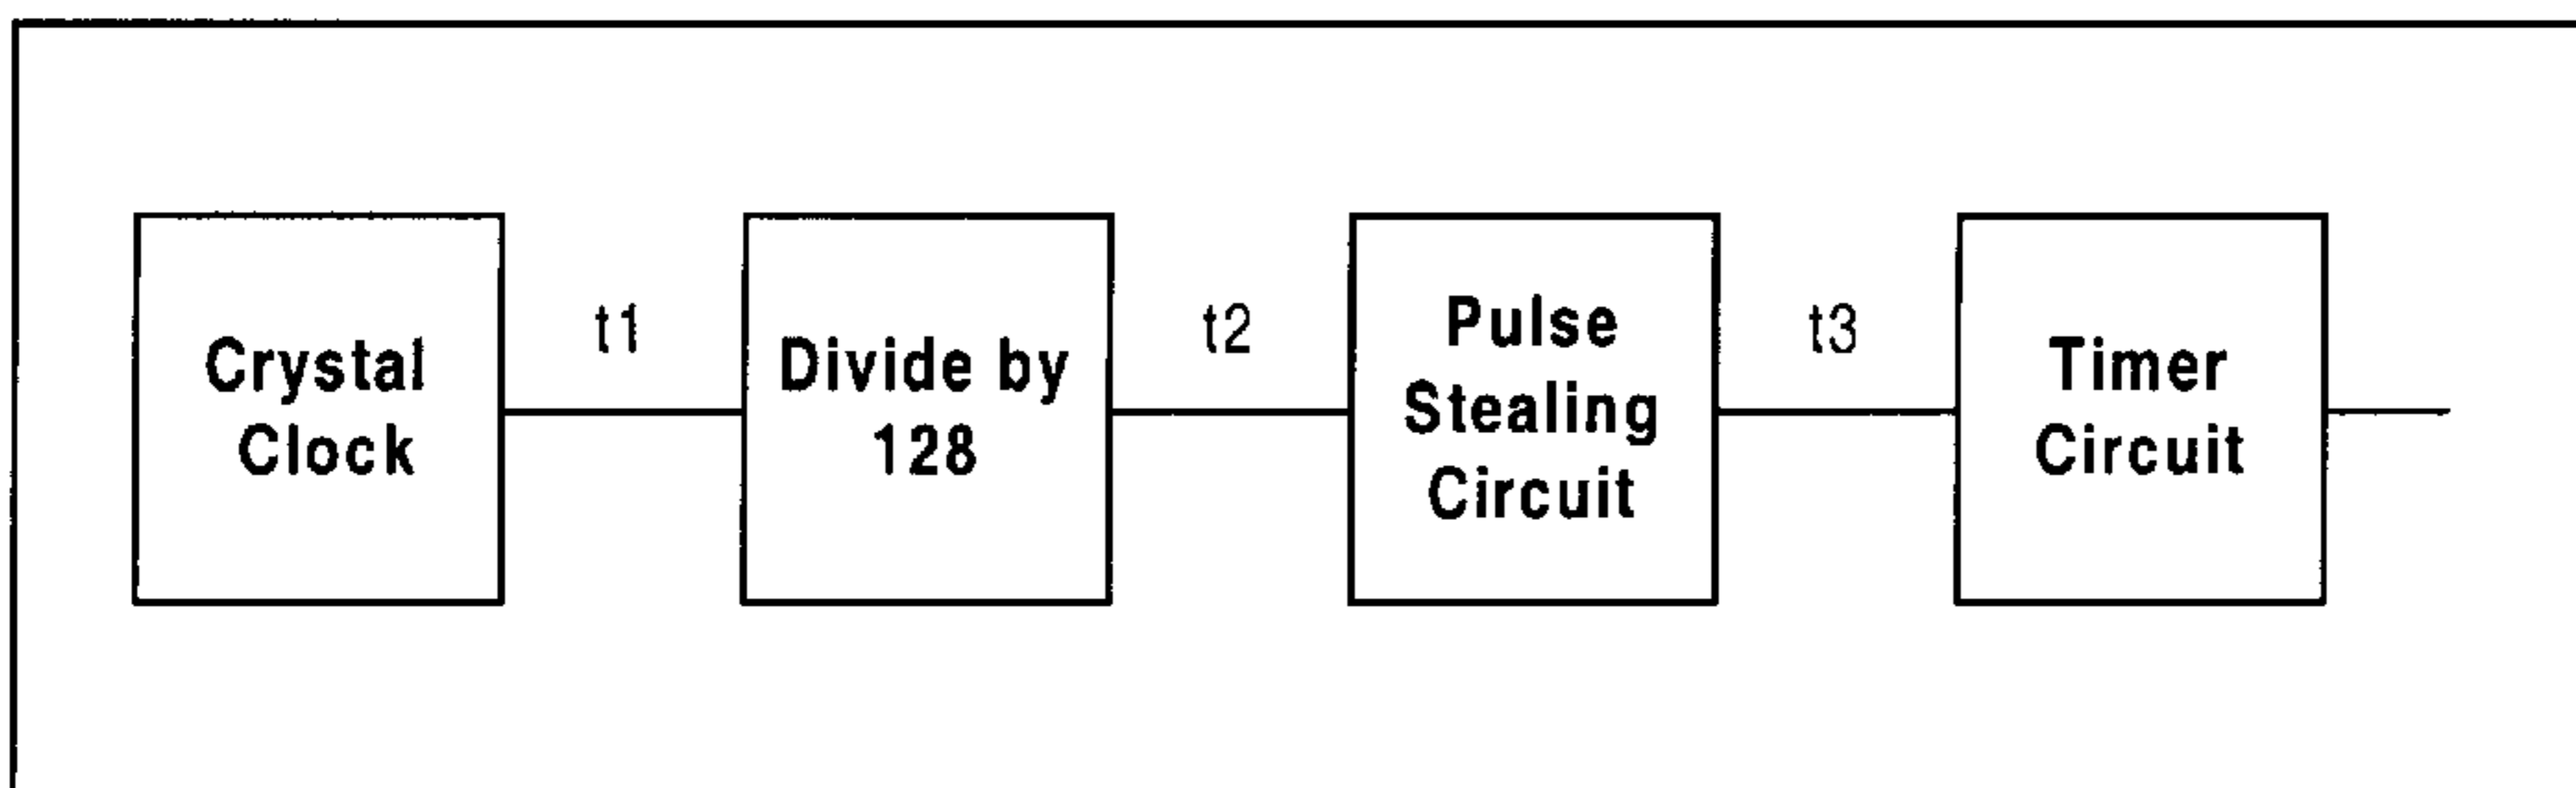 Crystal
Clock
t1
Divide by
128
t2
Pulse
Stealing
Circuit
t3
Timer
Circuit